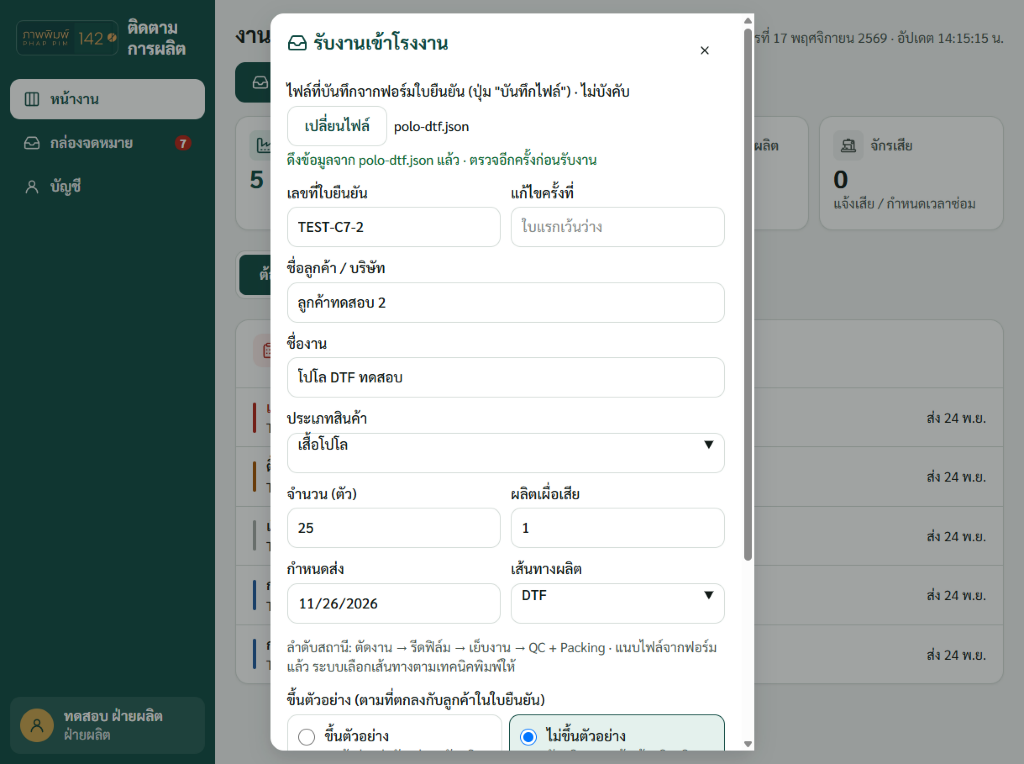 ภาพพิมพ์
PHAP PIM
142
ติดตาม
การผลิต
หน้างาน
กล่องจดหมาย
7
บัญชี
ทดสอบ ฝ่ายผลิต
ฝ่ายผลิต
งาน
รที่ 17 พฤศจิกายน 2569 · อัปเดต 14:15:15 น.
5
ผลิต
จักรเสีย
0
แจ้งเสีย / กำหนดเวลาซ่อม
ส่ง 24 พ.ย.
ส่ง 24 พ.ย.
ส่ง 24 พ.ย.
ส่ง 24 พ.ย.
ส่ง 24 พ.ย.
รับงานเข้าโรงงาน
×
ไฟล์ที่บันทึกจากฟอร์มใบยืนยัน (ปุ่ม "บันทึกไฟล์") · ไม่บังคับ
เปลี่ยนไฟล์ polo-dtf.json
ดึงข้อมูลจาก polo-dtf.json แล้ว · ตรวจอีกครั้งก่อนรับงาน
เลขที่ใบยืนยัน แก้ไขครั้งที่
TEST-C7-2 ใบแรกเว้นว่าง
ชื่อลูกค้า / บริษัท
ลูกค้าทดสอบ 2
ชื่องาน
โปโล DTF ทดสอบ
ประเภทสินค้า
เสื้อโปโล
จำนวน (ตัว) ผลิตเผื่อเสีย
25 1
กำหนดส่ง เส้นทางผลิต
11/26/2026 DTF
ลำดับสถานี: ตัดงาน → รีดฟิล์ม → เย็บงาน → QC + Packing · แนบไฟล์จากฟอร์ม
แล้ว ระบบเลือกเส้นทางตามเทคนิคพิมพ์ให้
ขึ้นตัวอย่าง (ตามที่ตกลงกับลูกค้าในใบยืนยัน)
ขึ้นตัวอย่าง ไม่ขึ้นตัวอย่าง